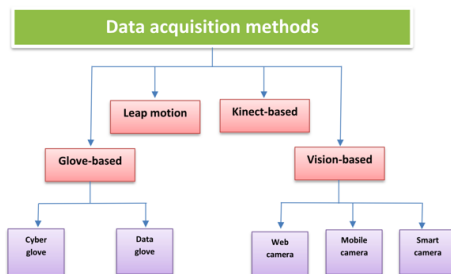 Data acquisition methods
Leap motion
Kinect-based
Glove-based
Vision-based
Cyber
glove
Data
glove
Web
camera
Mobile
camera
Smart
camera